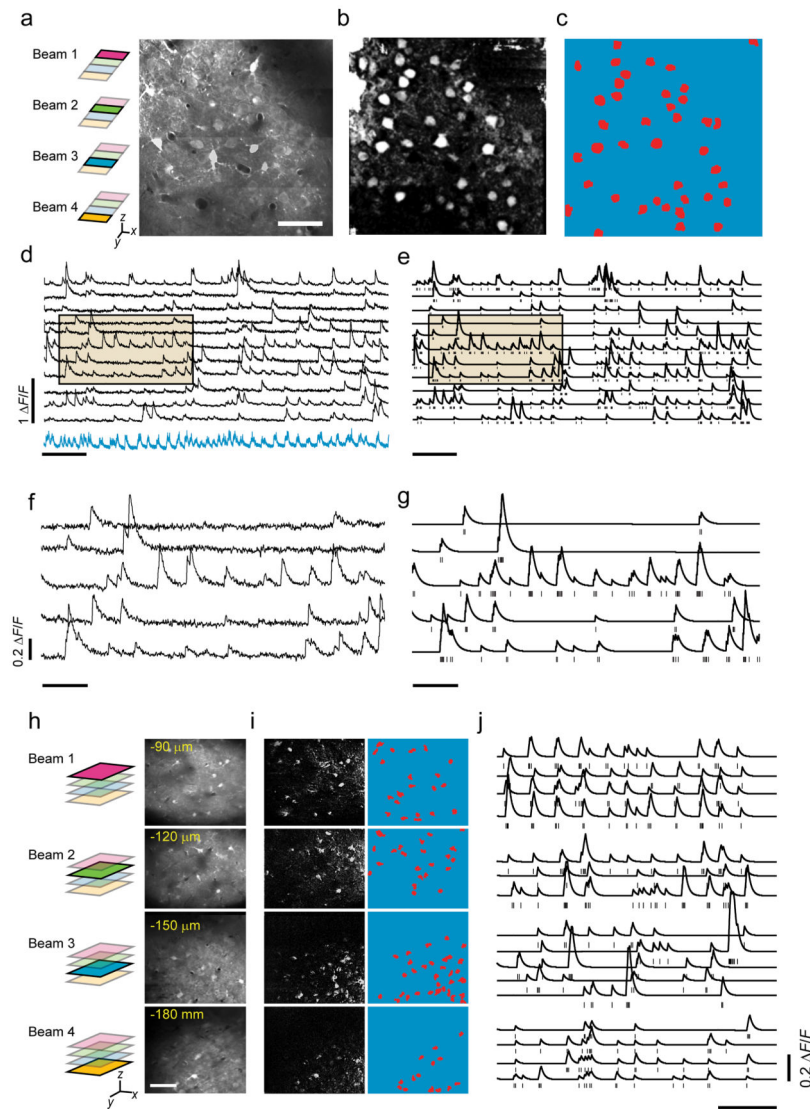 a
b
c
Beam 1
Beam 2
Beam 3
Beam 4
z
x
y
d
e
1 ΔF/F
f
g
0.2 ΔF/F
h
i
j
Beam 1
-90 μm
Beam 2
-120 μm
Beam 3
-150 μm
Beam 4
-180 mm
z
x
y
0.2 ΔF/F